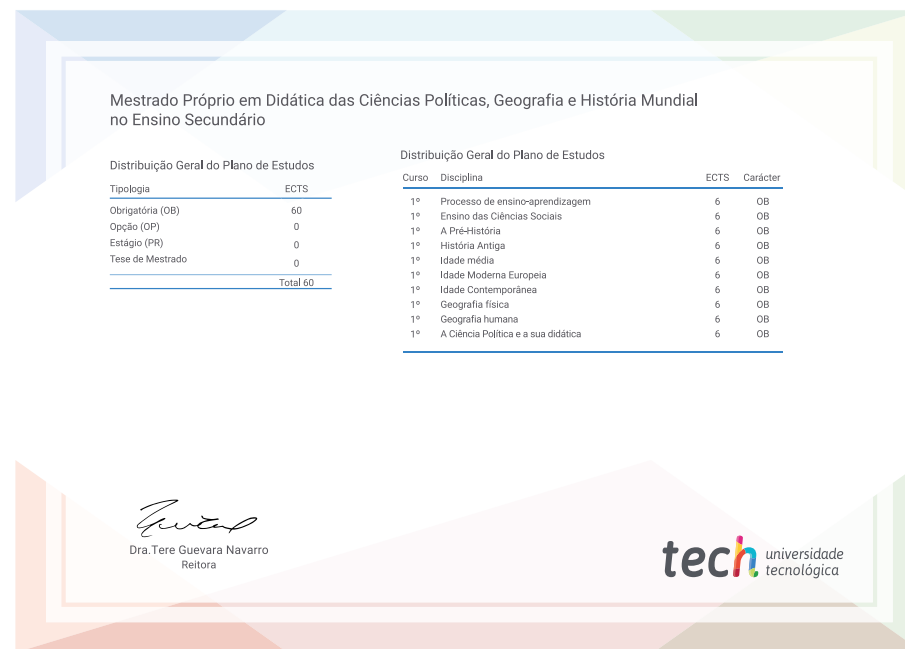 Mestrado Próprio em Didática das Ciências Políticas, Geografia e História Mundial
no Ensino Secundário
Distribuição Geral do Plano de Estudos
Tipologia ECTS
Obrigatória (OB) 60
Opção (OP) 0
Estágio (PR) 0
Tese de Mestrado 0
Total 60
Distribuição Geral do Plano de Estudos
Curso Disciplina ECTS Carácter
1º Processo de ensino-aprendizagem 6 OB
1º Ensino das Ciências Sociais 6 OB
1º A Pré-História 6 OB
1º História Antiga 6 OB
1º Idade média 6 OB
1º Idade Moderna Europeia 6 OB
1º Idade Contemporânea 6 OB
1º Geografia física 6 OB
1º Geografia humana 6 OB
1º A Ciência Política e a sua didática 6 OB
Dra.Tere Guevara Navarro
Reitora
tech universidade
tecnológica